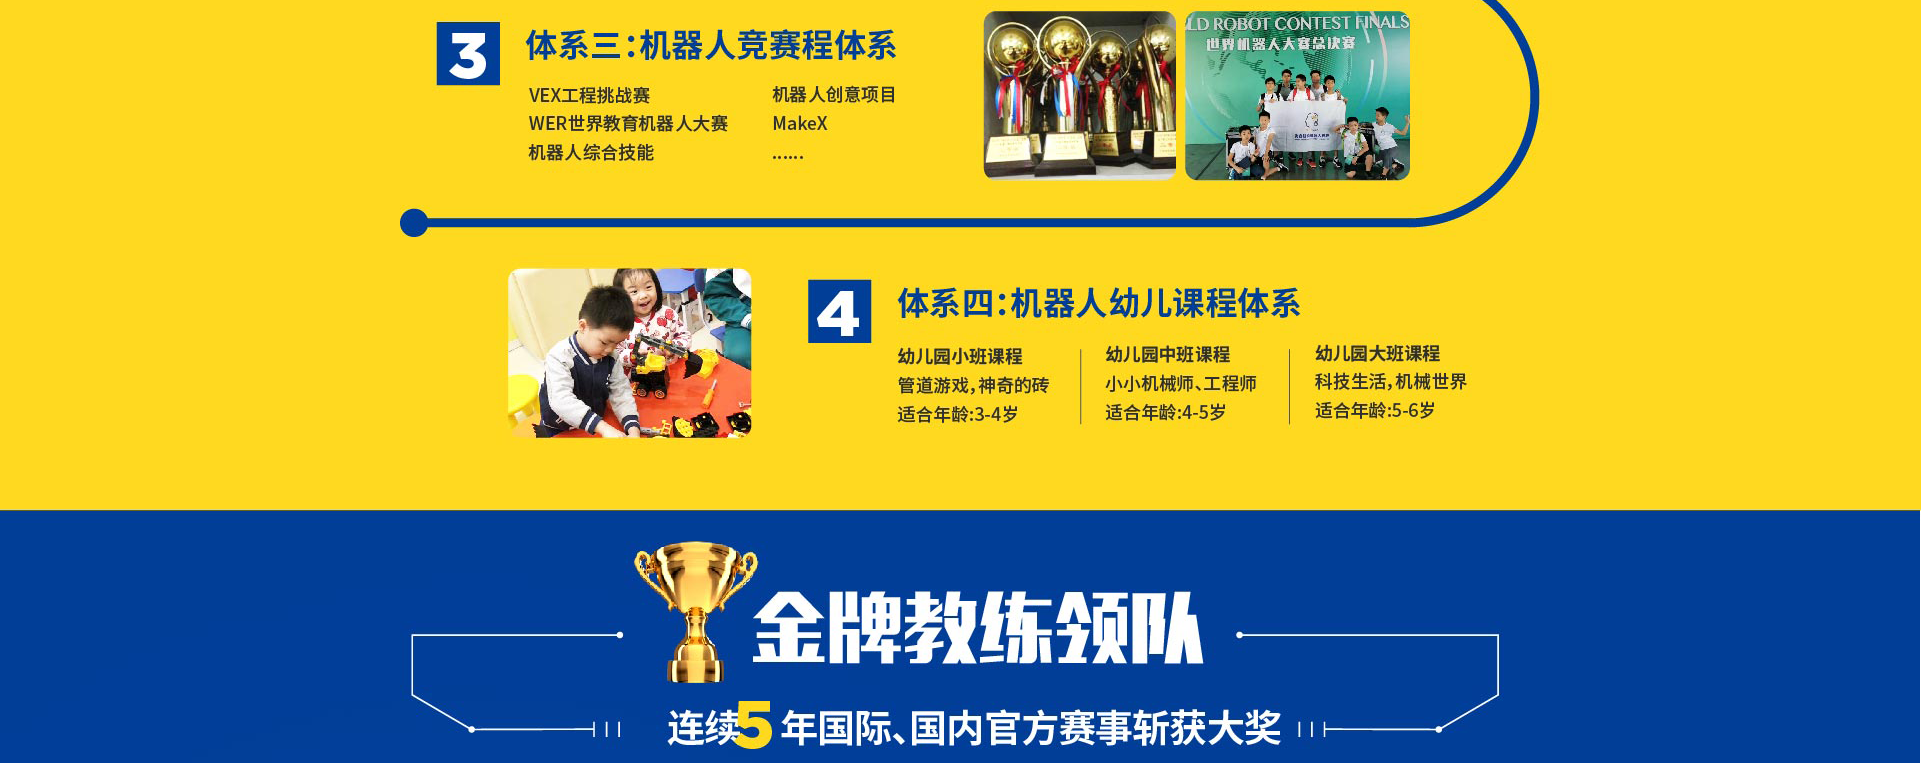 3
体系三:机器人竞赛程体系
VEX工程挑战赛
WER世界教育机器人大赛
机器人综合技能
机器人创意项目
MakeX
......
LD ROBOT CONTEST FINALS
世界机器人大赛总决赛
4
体系四:机器人幼儿课程体系
幼儿园小班课程
管道游戏,神奇的砖
适合年龄:3-4岁
幼儿园中班课程
小小机械师、工程师
适合年龄:4-5岁
幼儿园大班课程
科技生活,机械世界
适合年龄:5-6岁
金牌教练领队
连续5年国际、国内官方赛事斩获大奖